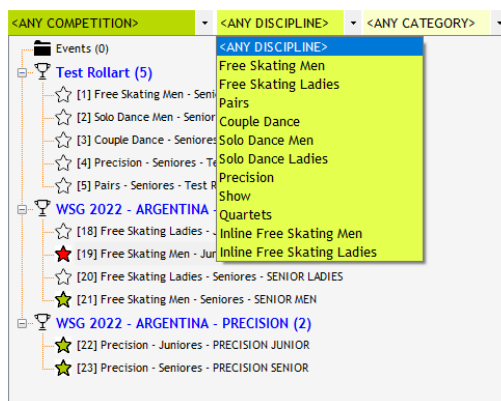 <ANY COMPETITION> <ANY DISCIPLINE> <ANY CATEGORY>
Events (0)
<ANY DISCIPLINE>
Free Skating Men
Free Skating Ladies
Pairs
Couple Dance
Solo Dance Men
Solo Dance Ladies
Precision
Show
Quartets
Inline Free Skating Men
Inline Free Skating Ladies
Test Rollart (5)
[1] Free Skating Men -
[2] Solo Dance Men - Senior
[3] Couple Dance - Seniores
[4] Precision - Seniores -
[5] Pairs - Seniores - Test
WSG 2022 - ARGENTINA -
[18] Free Skating Ladies -
[19] Free Skating Men -
[20] Free Skating Ladies - Seniores - SENIOR LADIES
[21] Free Skating Men - Seniores - SENIOR MEN
WSG 2022 - ARGENTINA - PRECISION (2)
[22] Precision - Juniores - PRECISION JUNIOR
[23] Precision - Seniores - PRECISION SENIOR